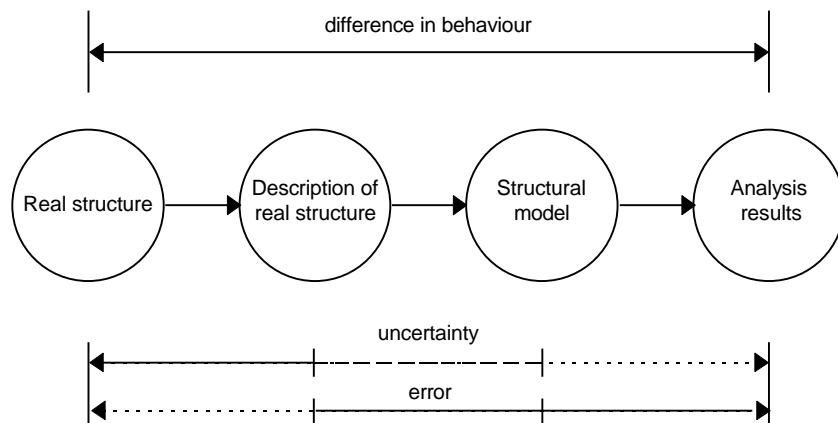 difference in behaviour
Real structure
Description of
real structure
Structural
model
Analysis
results
uncertainty
error